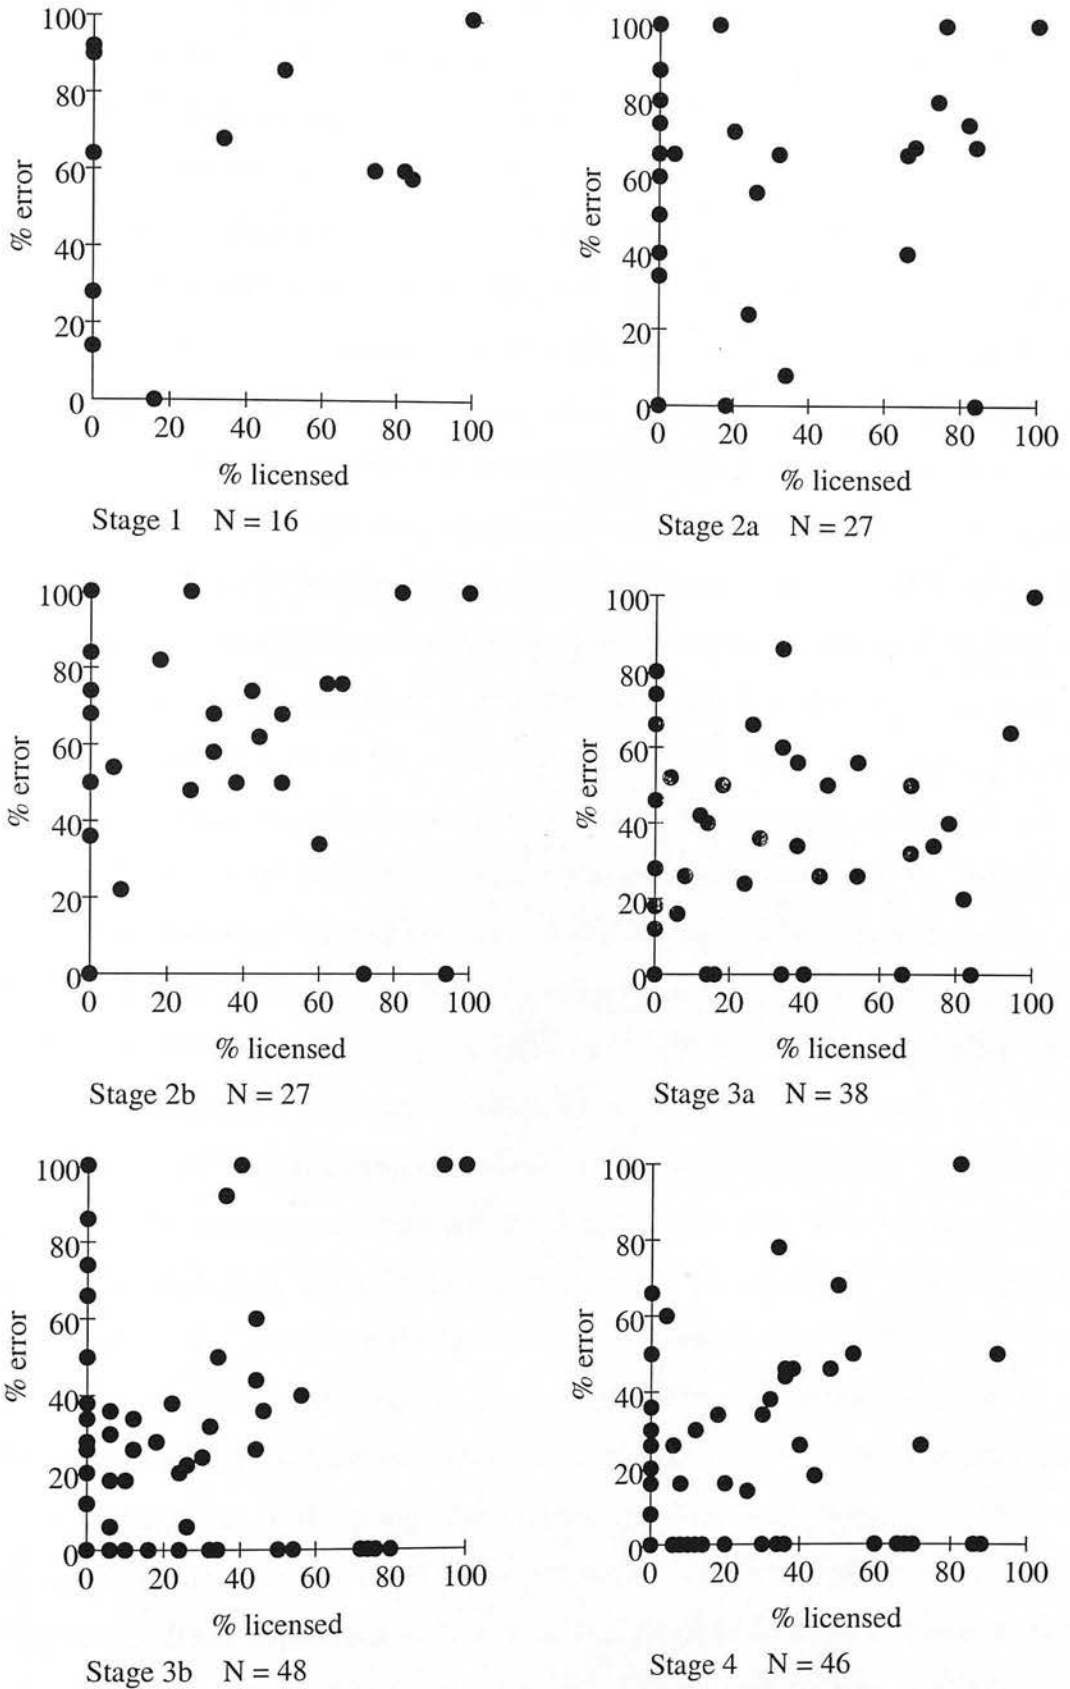 100
80
60
40
20
0
% error
0 20 40 60 80 100
% licensed
Stage 1 N = 16
100
80
60
40
20
0
% error
0 20 40 60 80 100
% licensed
Stage 2a N = 27
100
80
60
40
20
0
% error
0 20 40 60 80 100
% licensed
Stage 2b N = 27
100
80
60
40
20
0
% error
0 20 40 60 80 100
% licensed
Stage 3a N = 38
100
80
60
40
20
0
% error
0 20 40 60 80 100
% licensed
Stage 3b N = 48
100
80
60
40
20
0
% error
0 20 40 60 80 100
% licensed
Stage 4 N = 46